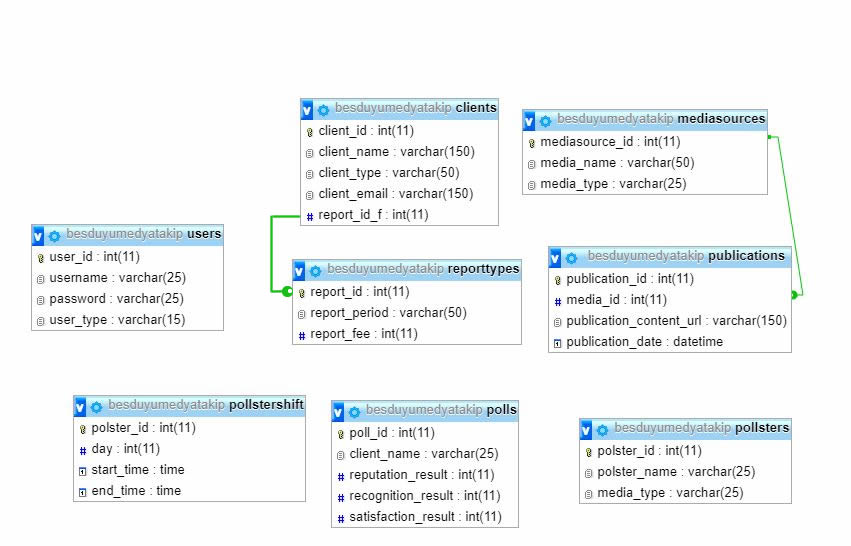 besduyumedyatakip clients
client_id : int(11)
client_name : varchar(150)
client_type : varchar(50)
client_email : varchar(150)
report_id_f : int(11)
besduyumedyatakip mediasources
mediasource_id : int(11)
media_name : varchar(50)
media_type : varchar(25)
besduyumedyatakip users
user_id : int(11)
username : varchar(25)
password : varchar(25)
user_type : varchar(15)
besduyumedyatakip reporttypes
report_id : int(11)
report_period : varchar(50)
report_fee : int(11)
besduyumedyatakip publications
publication_id : int(11)
media_id : int(11)
publication_content_url : varchar(150)
publication_date : datetime
besduyumedyatakip pollstershift
polster_id : int(11)
day : int(11)
start_time : time
end_time : time
besduyumedyatakip polls
poll_id : int(11)
client_name : varchar(25)
reputation_result : int(11)
recognition_result : int(11)
satisfaction_result : int(11)
besduyumedyatakip pollsters
polster_id : int(11)
polster_name : varchar(25)
media_type : varchar(25)